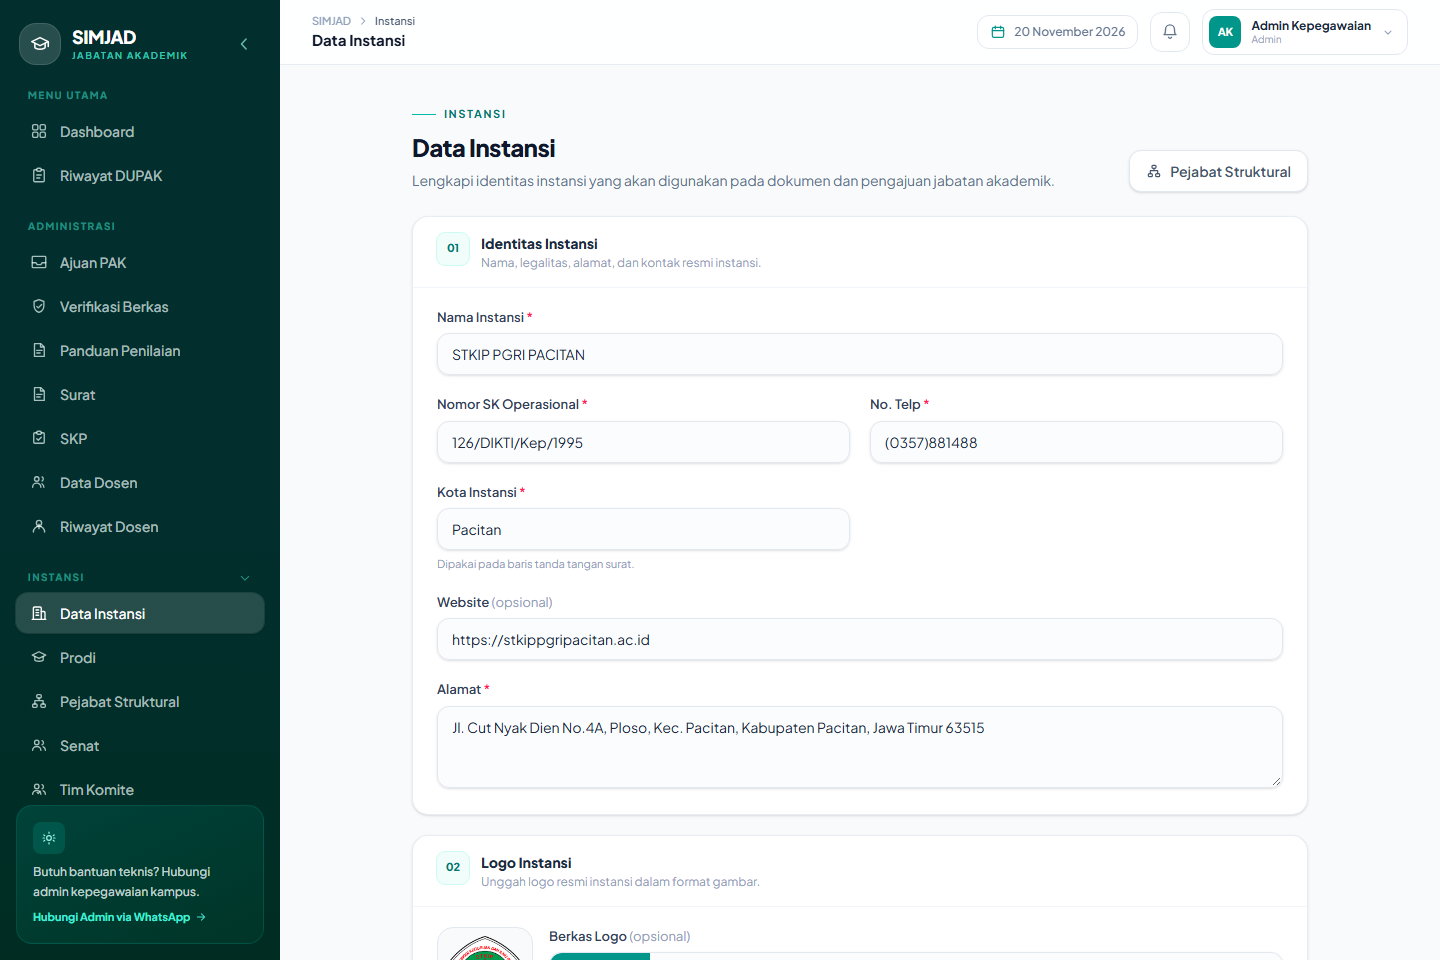 SIMJAD
JABATAN AKADEMIK
MENU UTAMA
Dashboard
Riwayat DUPAK
ADMINISTRASI
Ajuan PAK
Verifikasi Berkas
Panduan Penilaian
Surat
SKP
Data Dosen
Riwayat Dosen
INSTANSI
Data Instansi
Prodi
Pejabat Struktural
Senat
Tim Komite
Butuh bantuan teknis? Hubungi
admin kepegawaian kampus.
Hubungi Admin via WhatsApp →
SIMJAD > Instansi
Data Instansi
20 November 2026
AK
Admin Kepegawaian
Admin
INSTANSI
Data Instansi
Lengkapi identitas instansi yang akan digunakan pada dokumen dan pengajuan jabatan akademik.
Pejabat Struktural
01
Identitas Instansi
Nama, legalitas, alamat, dan kontak resmi instansi.
Nama Instansi *
STKIP PGRI PACITAN
Nomor SK Operasional *
126/DIKTI/Kep/1995
No. Telp *
(0357)881488
Kota Instansi *
Pacitan
Dipakai pada baris tanda tangan surat.
Website (opsional)
https://stkippgripacitan.ac.id
Alamat *
Jl. Cut Nyak Dien No.4A, Ploso, Kec. Pacitan, Kabupaten Pacitan, Jawa Timur 63515
02
Logo Instansi
Unggah logo resmi instansi dalam format gambar.
Berkas Logo (opsional)